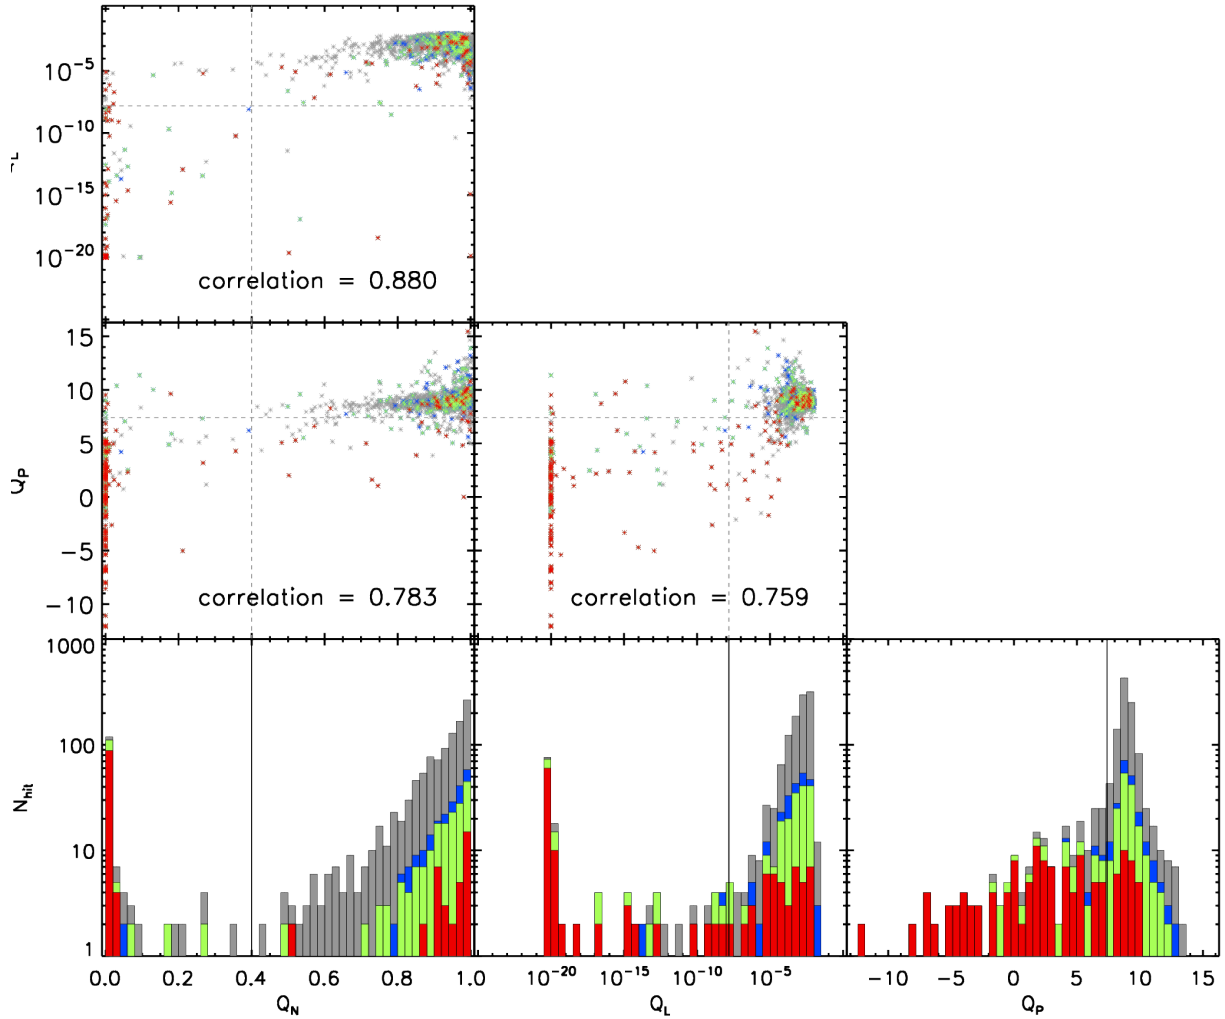 10⁻⁵
10⁻¹⁰
10⁻¹⁵
10⁻²⁰
correlation = 0.880
15
10
5
0
−5
−10
Q_P
correlation = 0.783
correlation = 0.759
1000
100
10
1
N_hit
0.0 0.2 0.4 0.6 0.8 1.0
10⁻²⁰ 10⁻¹⁵ 10⁻¹⁰ 10⁻⁵
−10 −5 0 5 10 15
Q_N
Q_L
Q_P